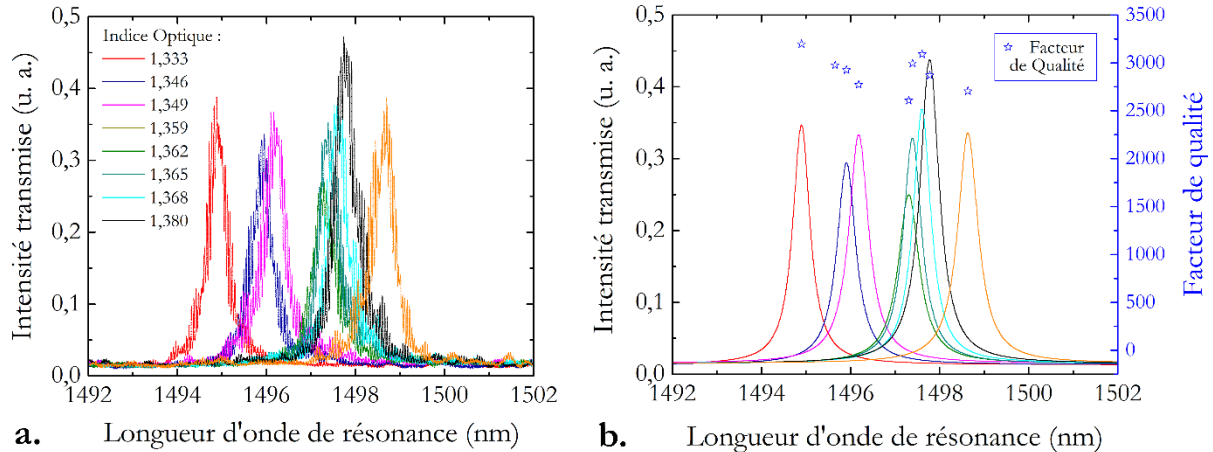 0,5
0,4
0,3
0,2
0,1
0,0
Intensité transmise (u. a.)
Indice Optique :
1,333
1,346
1,349
1,359
1,362
1,365
1,368
1,380
1492 1494 1496 1498 1500 1502
a. Longueur d'onde de résonance (nm)
0,5
0,4
0,3
0,2
0,1
0,0
Intensité transmise (u. a.)
Facteur
de Qualité
3500
3000
2500
2000
1500
1000
500
0
Facteur de qualité
1492 1494 1496 1498 1500 1502
b. Longueur d'onde de résonance (nm)